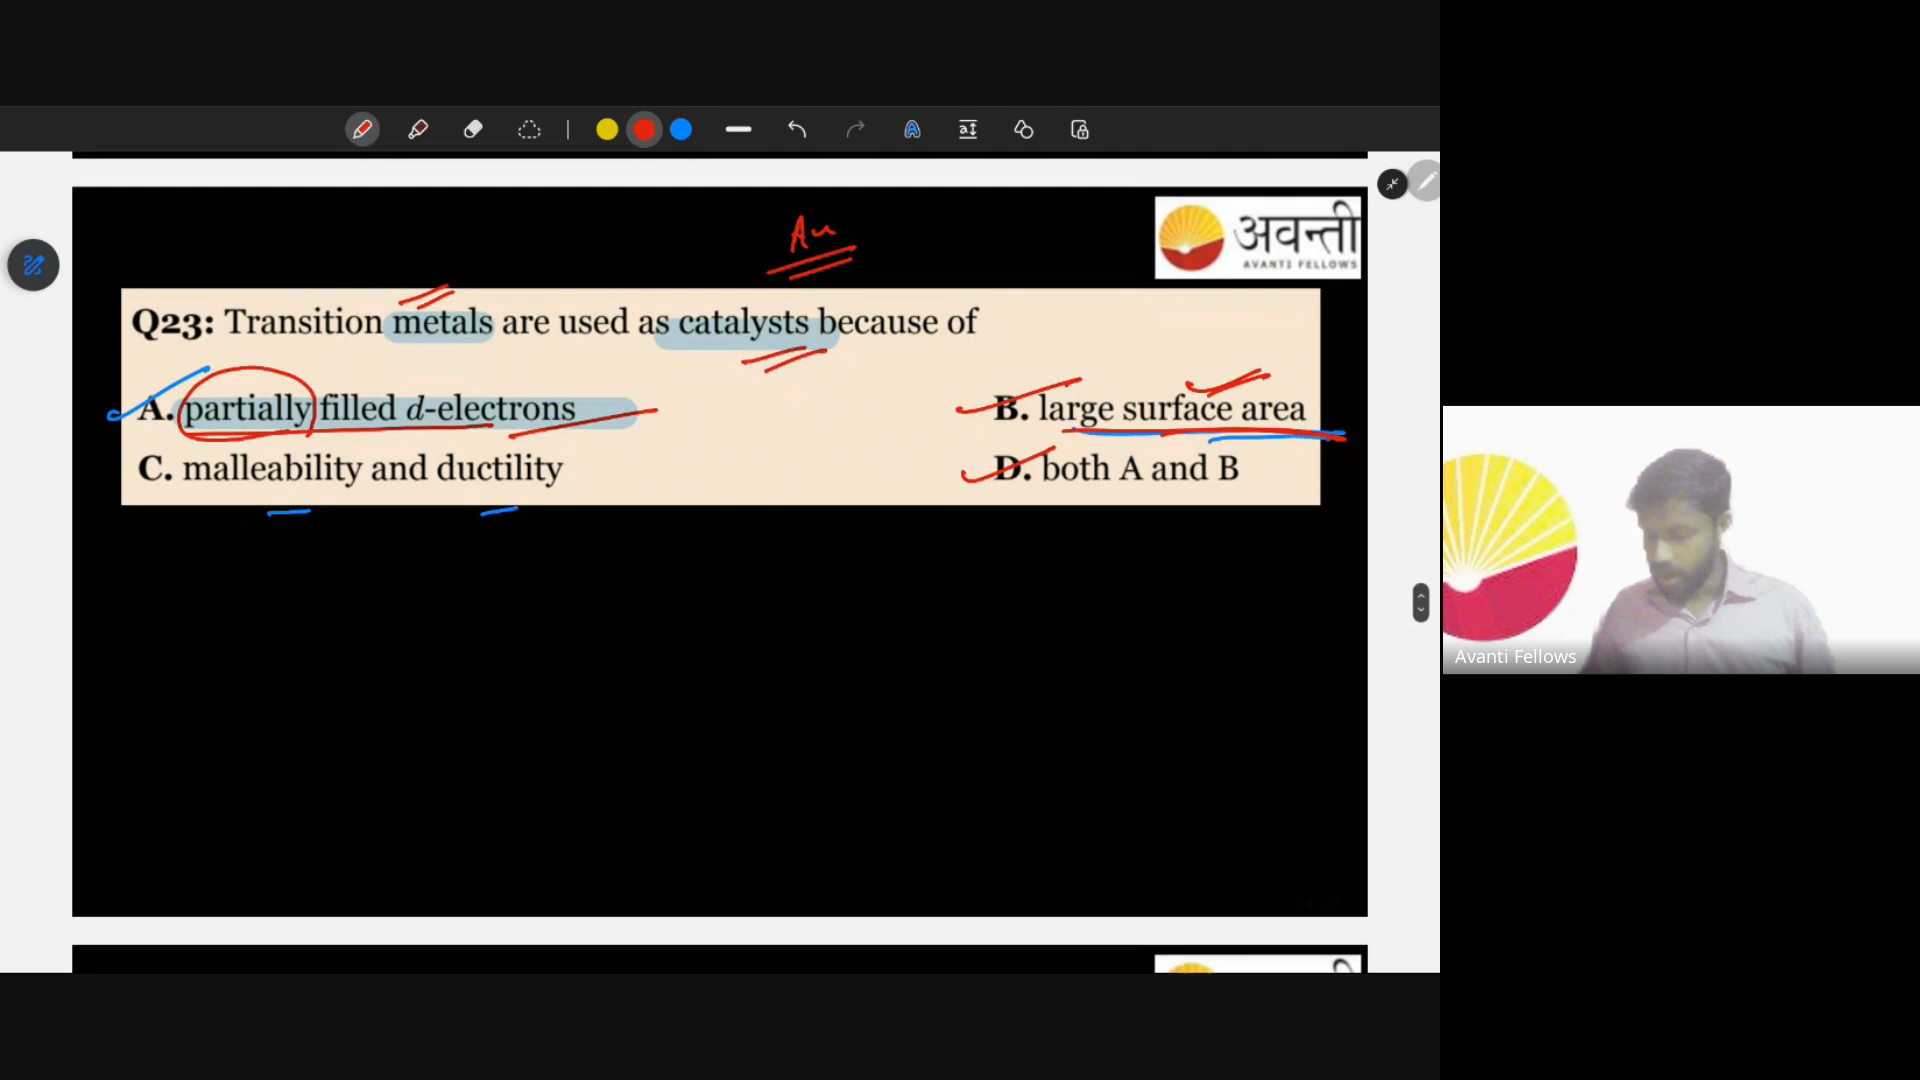 Au
अवन्ती
AVANTI FELLOWS
Q23: Transition metals are used as catalysts because of
A. partially filled d-electrons
B. large surface area
C. malleability and ductility
D. both A and B
Avanti Fellows